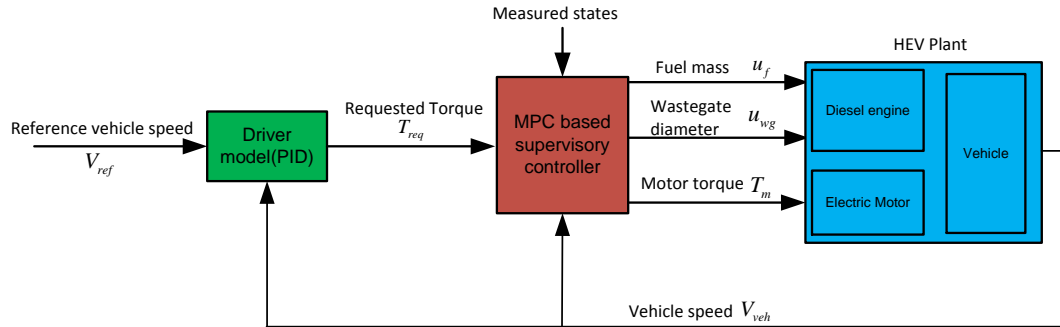 Measured states
HEV Plant
Fuel mass u_f
Diesel engine
Requested Torque
T_req
Wastegate
diameter u_wg
Reference vehicle speed
V_ref
Driver
model(PID)
MPC based
supervisory
controller
Vehicle
Motor torque T_m
Electric Motor
Vehicle speed V_veh